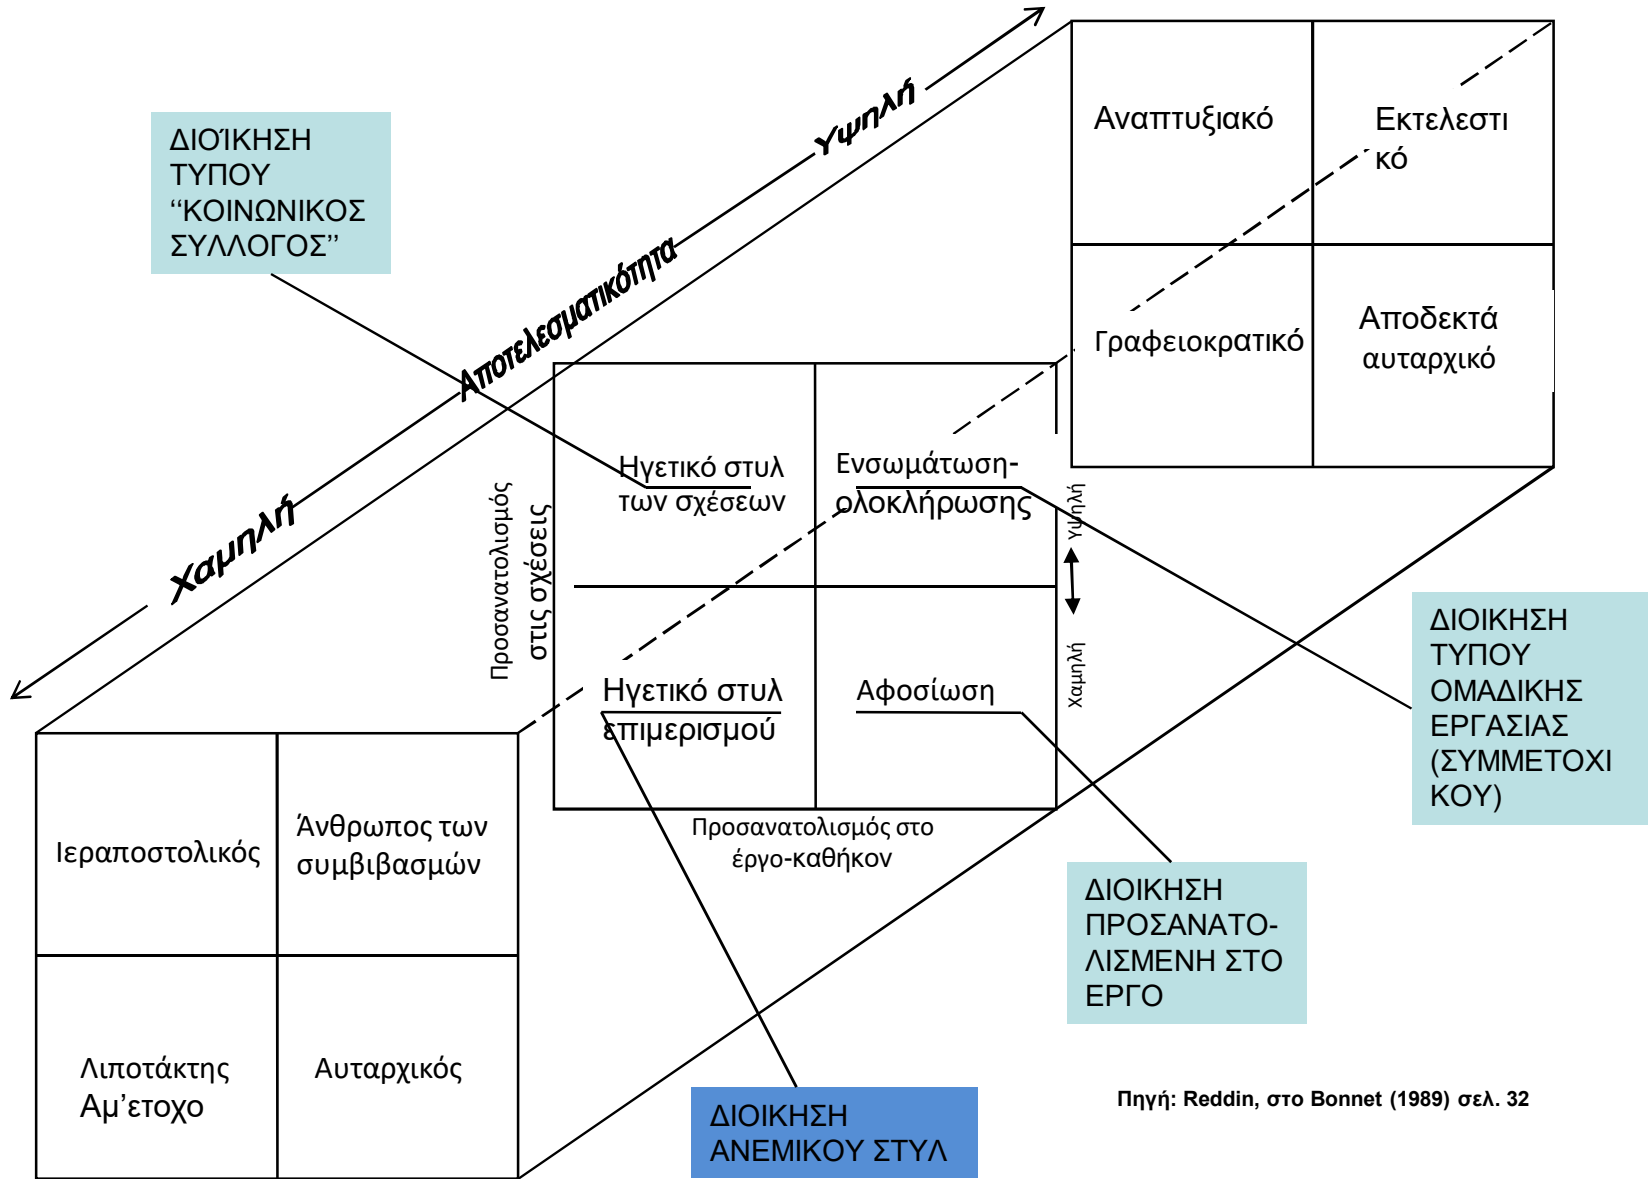 Υψηλή
Αποτελεσματικότητα
Χαμηλή
ΔΙΟΊΚΗΣΗ
ΤΥΠΟΥ
‘‘ΚΟΙΝΩΝΙΚΟΣ
ΣΥΛΛΟΓΟΣ’’
Αναπτυξιακό
Εκτελεστι
κό
Γραφειοκρατικό
Αποδεκτά
αυταρχικό
Ηγετικό στυλ
των σχέσεων
Ενσωμάτωση-
ολοκλήρωσης
Προσανατολισμός
στις σχέσεις
Υψηλή
Χαμηλή
Ηγετικό στυλ
επιμερισμού
Αφοσίωση
Προσανατολισμός στο
έργο-καθήκον
ΔΙΟΙΚΗΣΗ
ΤΥΠΟΥ
ΟΜΑΔΙΚΗΣ
ΕΡΓΑΣΙΑΣ
(ΣΥΜΜΕΤΟΧΙ
ΚΟΥ)
Ιεραποστολικός
Άνθρωπος των
συμβιβασμών
Λιποτάκτης
Αμ’ετοχο
Αυταρχικός
ΔΙΟΙΚΗΣΗ
ΠΡΟΣΑΝΑΤΟ-
ΛΙΣΜΕΝΗ ΣΤΟ
ΕΡΓΟ
ΔΙΟΙΚΗΣΗ
ΑΝΕΜΙΚΟΥ ΣΤΥΛ
Πηγή: Reddin, στο Bonnet (1989) σελ. 32